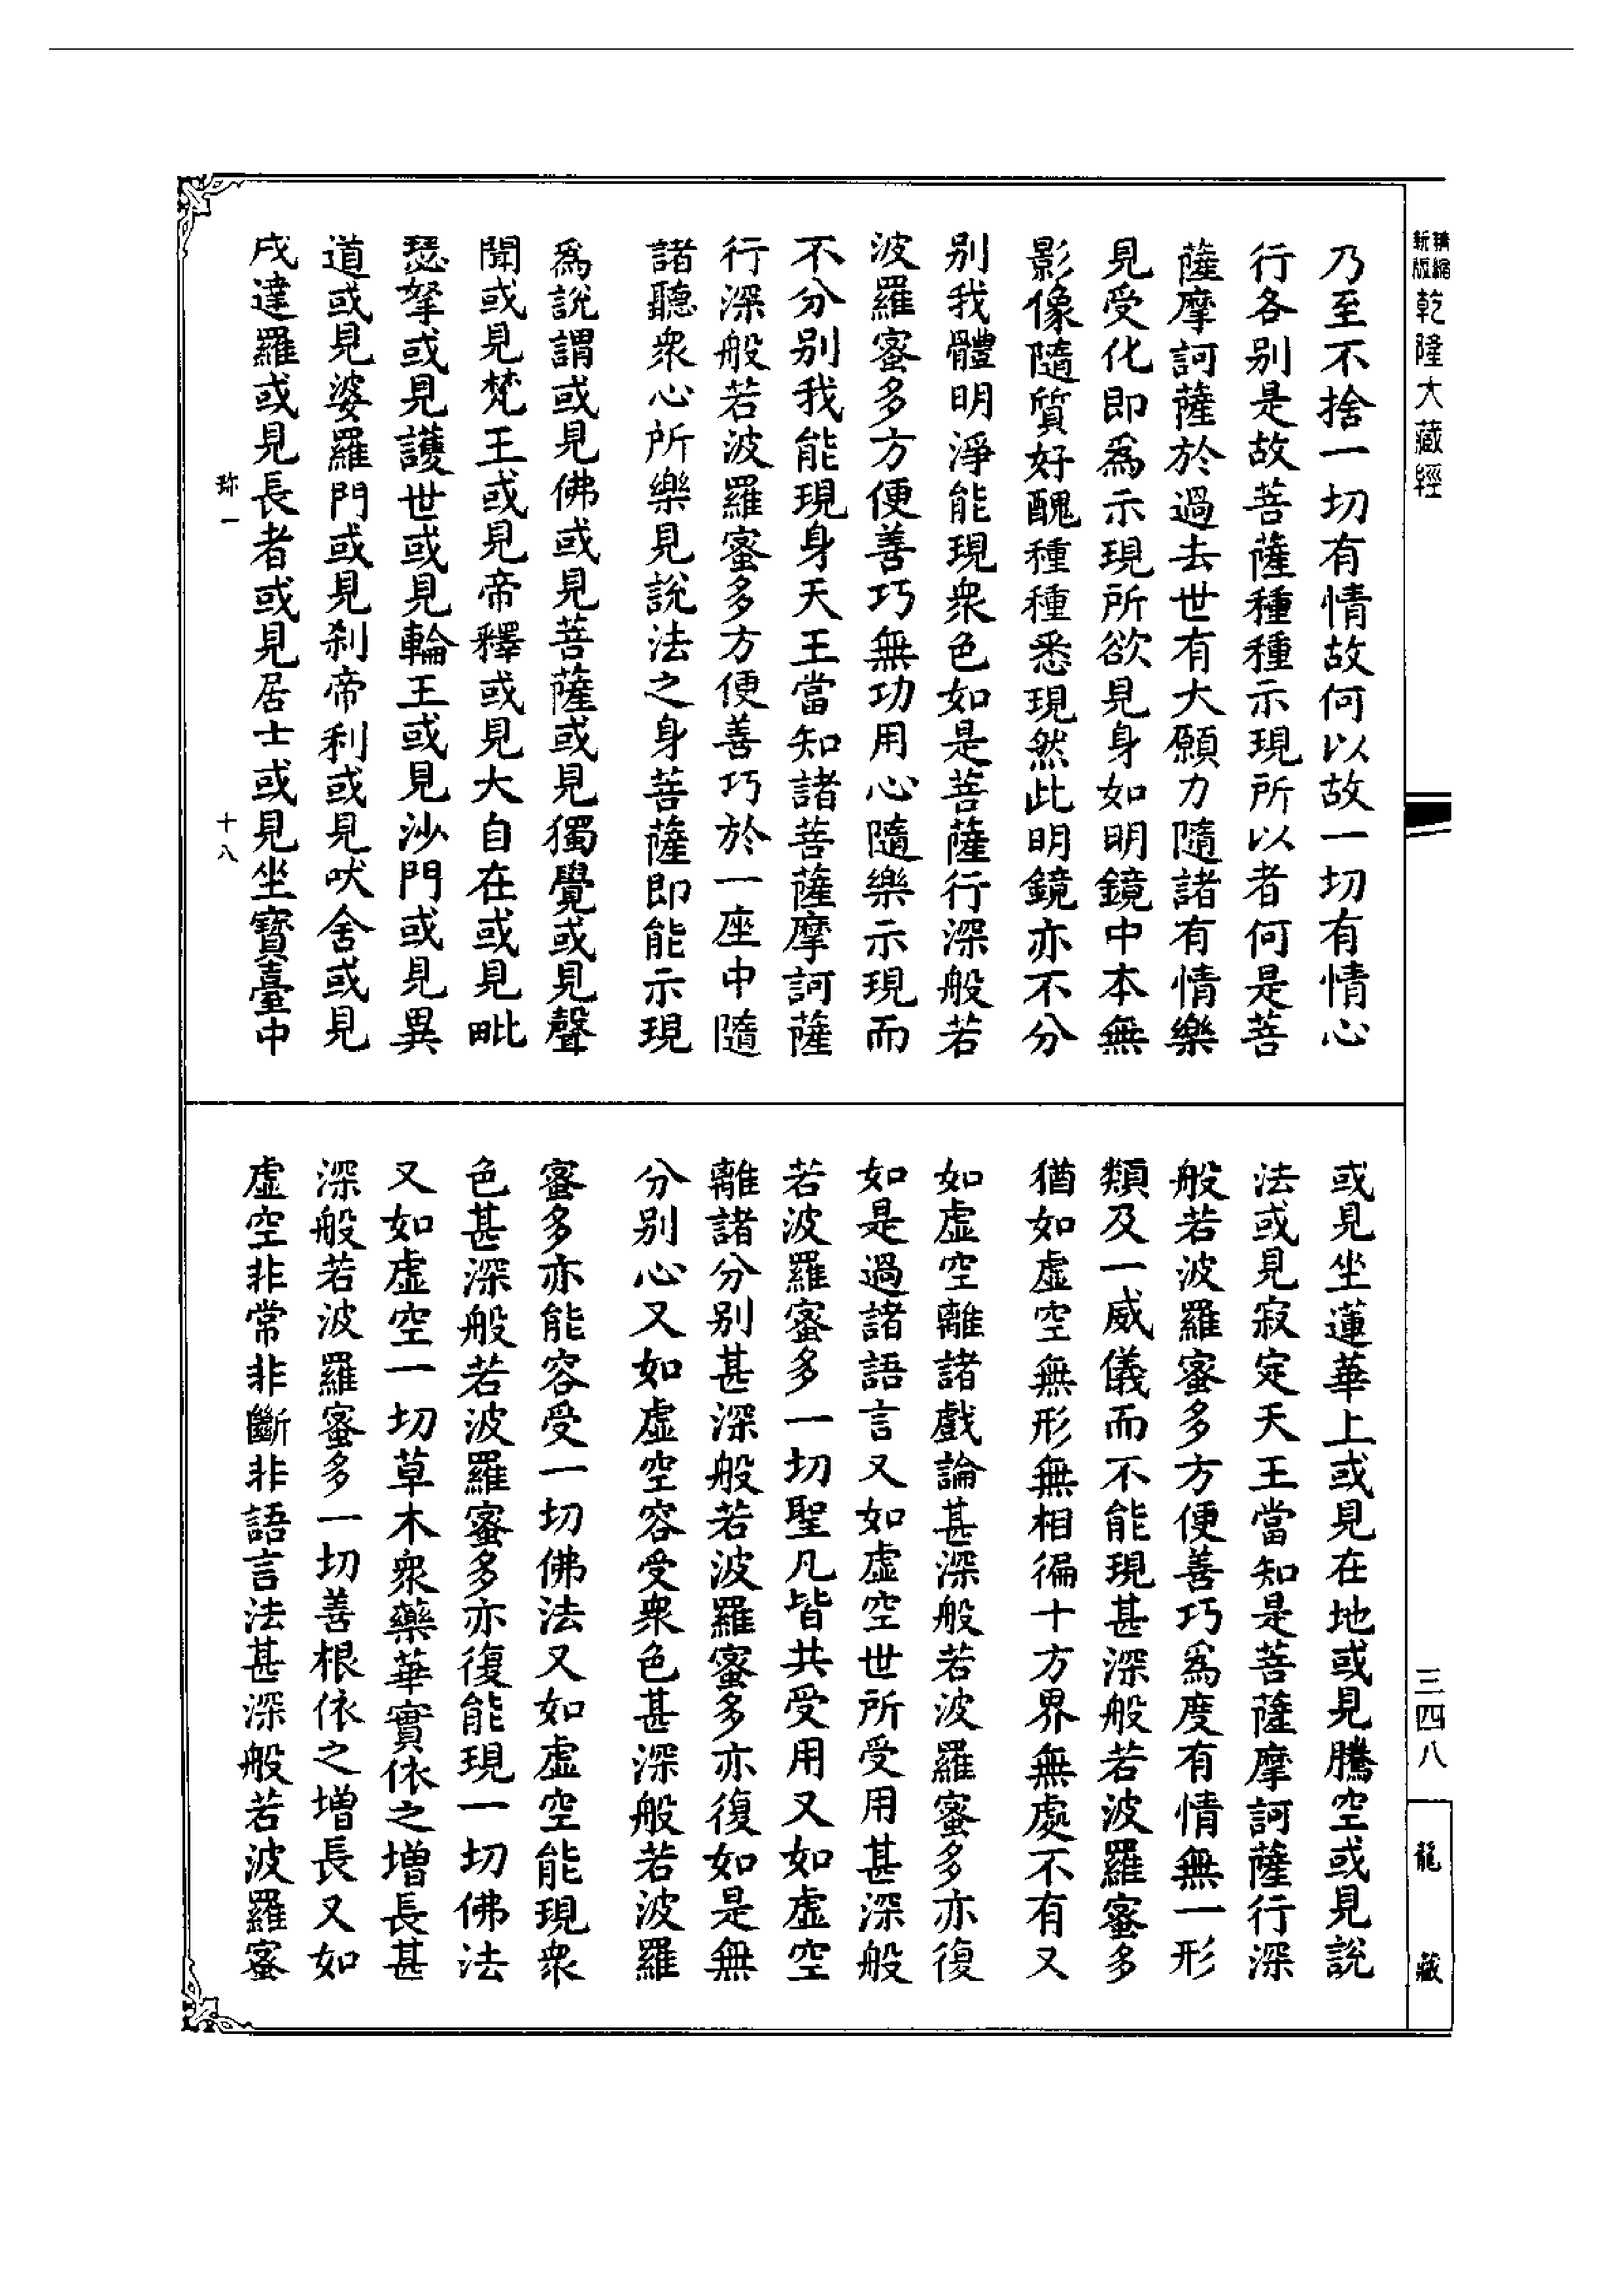 精縮
新版
乾隆大藏經
乃至不捨一切有情故何以故一切有情心
行各别是故菩薩種種示現所以者何是菩
薩摩訶薩於過去世有大願力隨諸有情樂
見受化即為示現所欲見身如明鏡中本無
影像隨質好醜種種悉現然此明鏡亦不分
别我體明淨能現衆色如是菩薩行深般若
波羅蜜多方便善巧無功用心隨樂示現而
不分别我能現身天王當知諸菩薩摩訶薩
行深般若波羅蜜多方便善巧於一座中隨
諸聽衆心所樂見說法之身菩薩即能示現
為說謂或見佛或見菩薩或見獨覺或見聲
聞或見梵王或見帝釋或見大自在或見毗
瑟拏或見護世或見輪王或見沙門或見異
道或見婆羅門或見刹帝利或見吠舍或見
戍達羅或見長者或見居士或見坐寶臺中
珎一
十八
或見坐蓮華上或見在地或見騰空或見說
法或見寂定天王當知是菩薩摩訶薩行深
般若波羅蜜多方便善巧為度有情無一形
類及一威儀而不能現甚深般若波羅蜜多
猶如虛空無形無相徧十方界無處不有又
如虛空離諸戲論甚深般若波羅蜜多亦復
如是過諸語言又如虛空世所受用甚深般
若波羅蜜多一切聖凡皆共受用又如虛空
離諸分别甚深般若波羅蜜多亦復如是無
分别心又如虛空容受衆色甚深般若波羅
蜜多亦能容受一切佛法又如虛空能現衆
色甚深般若波羅蜜多亦復能現一切佛法
又如虛空一切草木衆藥華實依之增長甚
深般若波羅蜜多一切善根依之增長又如
虛空非常非斷非語言法甚深般若波羅蜜
三四八
龍藏